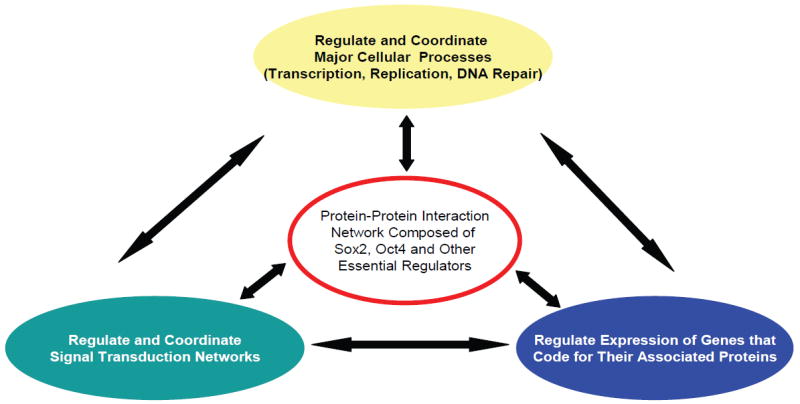 Regulate and Coordinate
Major Cellular Processes
(Transcription, Replication, DNA Repair)
Protein-Protein Interaction
Network Composed of
Sox2, Oct4 and Other
Essential Regulators
Regulate and Coordinate
Signal Transduction Networks
Regulate Expression of Genes that
Code for Their Associated Proteins